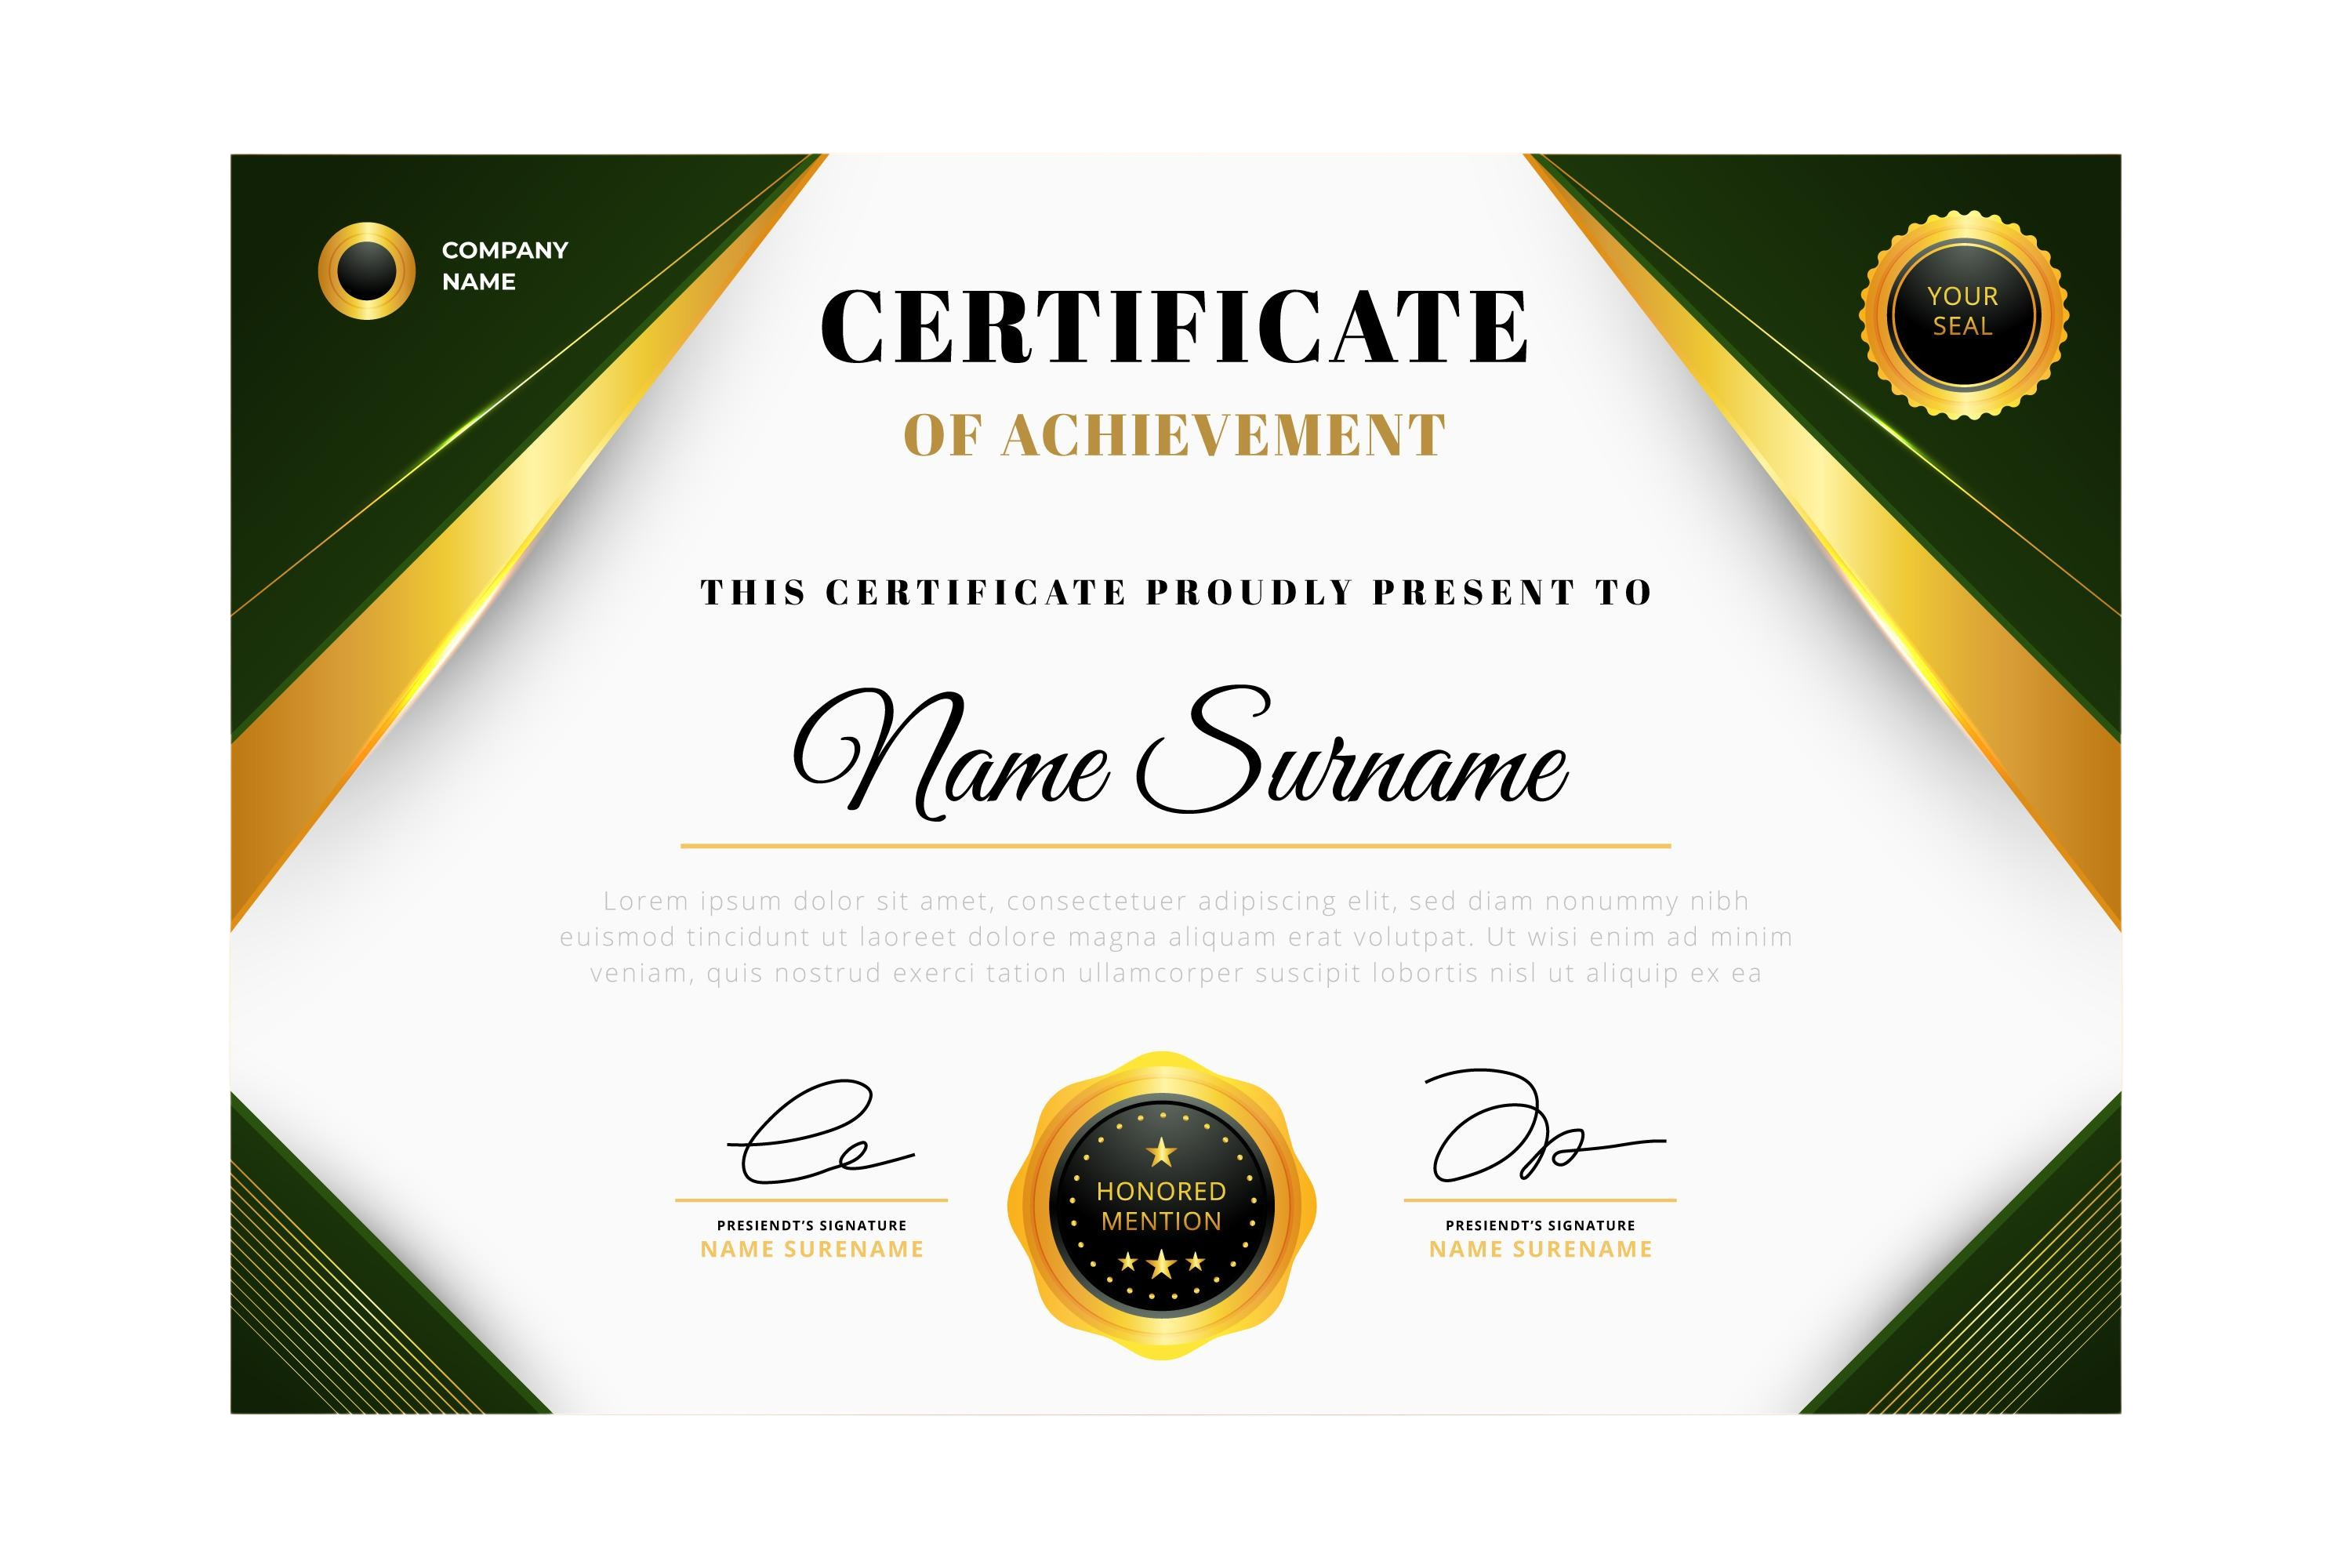 COMPANY
NAME
YOUR
SEAL
CERTIFICATE
OF ACHIEVEMENT
THIS CERTIFICATE PROUDLY PRESENT TO
Name Surname
Lorem ipsum dolor sit amet, consectetuer adipiscing elit, sed diam nonummy nibh
euismod tincidunt ut laoreet dolore magna aliquam erat volutpat. Ut wisi enim ad minim
veniam, quis nostrud exerci tation ullamcorper suscipit lobortis nisl ut aliquip ex ea
HONORED
MENTION
PRESIENDT’S SIGNATURE
NAME SURENAME
PRESIENDT’S SIGNATURE
NAME SURENAME